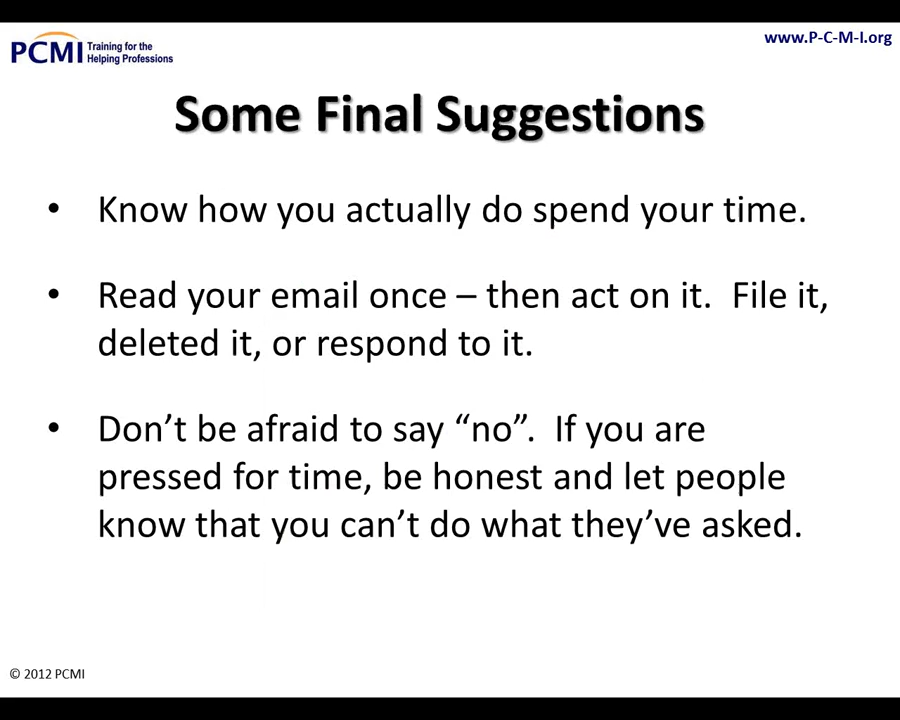 PCMI Training for the
Helping Professions
www.P-C-M-I.org
Some Final Suggestions
• Know how you actually do spend your time.
• Read your email once – then act on it.  File it,
deleted it, or respond to it.
• Don’t be afraid to say “no”.  If you are
pressed for time, be honest and let people
know that you can’t do what they’ve asked.
© 2012 PCMI